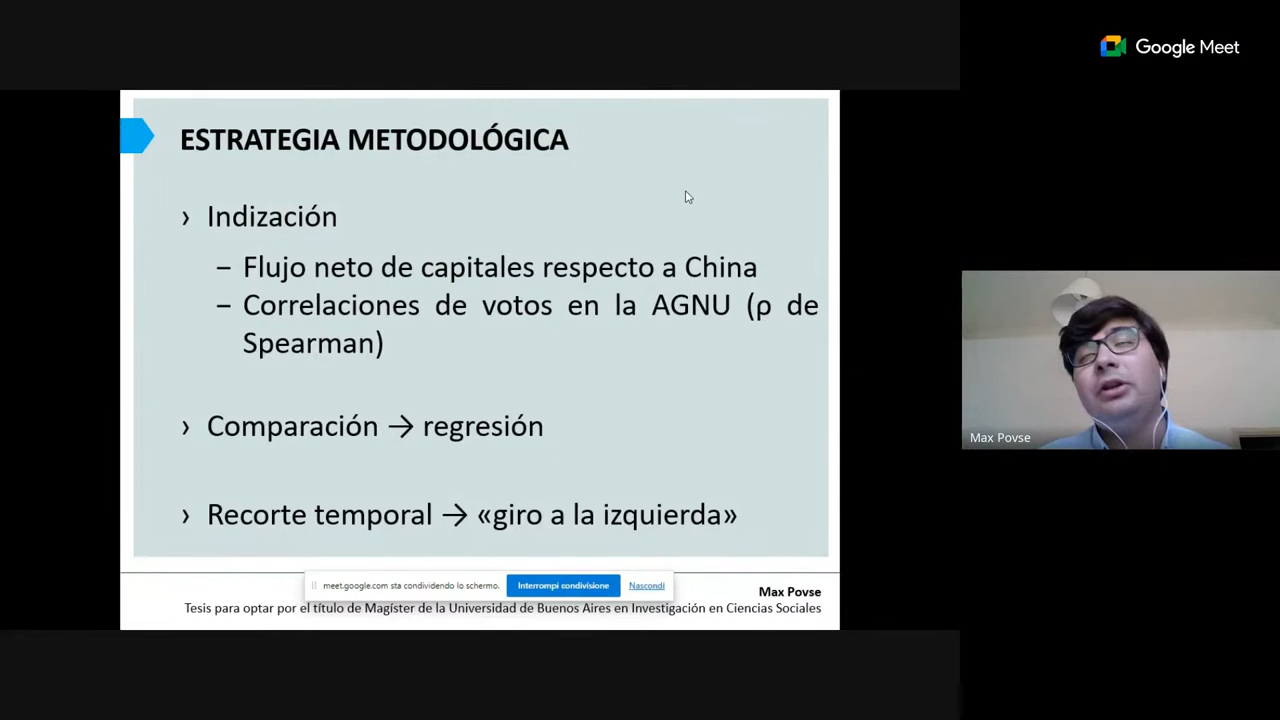 Google Meet
ESTRATEGIA METODOLÓGICA
› Indización
– Flujo neto de capitales respecto a China
– Correlaciones de votos en la AGNU (ρ de
Spearman)
› Comparación → regresión
› Recorte temporal → «giro a la izquierda»
Max Povse
meet.google.com sta condividendo lo schermo. Interrompi condivisione Nascondi
Max Povse
Tesis para optar por el título de Magíster de la Universidad de Buenos Aires en Investigación en Ciencias Sociales